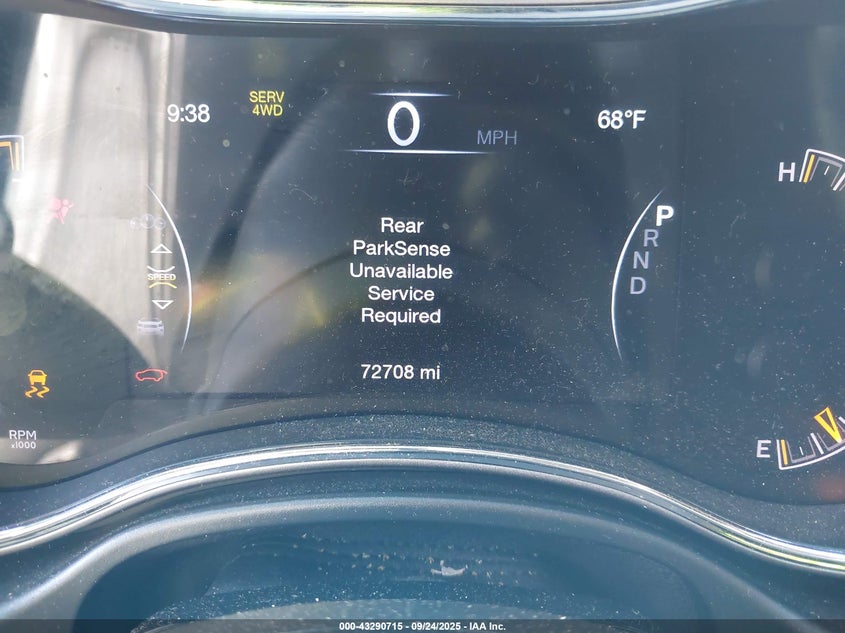 9:38
SERV
4WD
0
MPH
68°F
H
Rear
ParkSense
Unavailable
Service
Required
P
R
N
D
SPEED
72708 mi
RPM
x1000
E
000-43290715 - 09/24/2025 - IAA Inc.